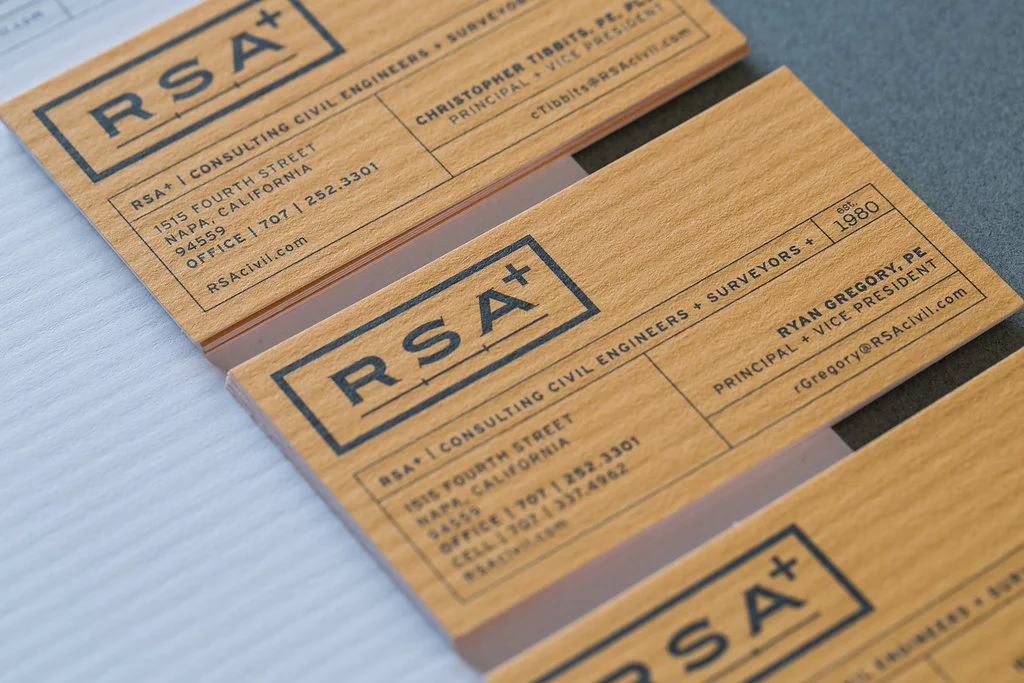 RSA+
RSA+ | CONSULTING CIVIL ENGINEERS + SURVEYORS
CHRISTOPHER TIBBITS, PE,
PRINCIPAL + VICE PRESIDENT
cTibbits@RSAcivil.com
1515 FOURTH STREET
NAPA, CALIFORNIA
94559
OFFICE | 707 | 252.3301
RSAcivil.com
RSA+
RSA+ | CONSULTING CIVIL ENGINEERS + SURVEYORS +
est.
1980
RYAN GREGORY, PE
PRINCIPAL + VICE PRESIDENT
rGregory@RSAcivil.com
1515 FOURTH STREET
NAPA, CALIFORNIA
94559
OFFICE | 707 | 252.3301
CELL | 707 | 337.4962
RSAcivil.com
RSA+
ENGINEERS +